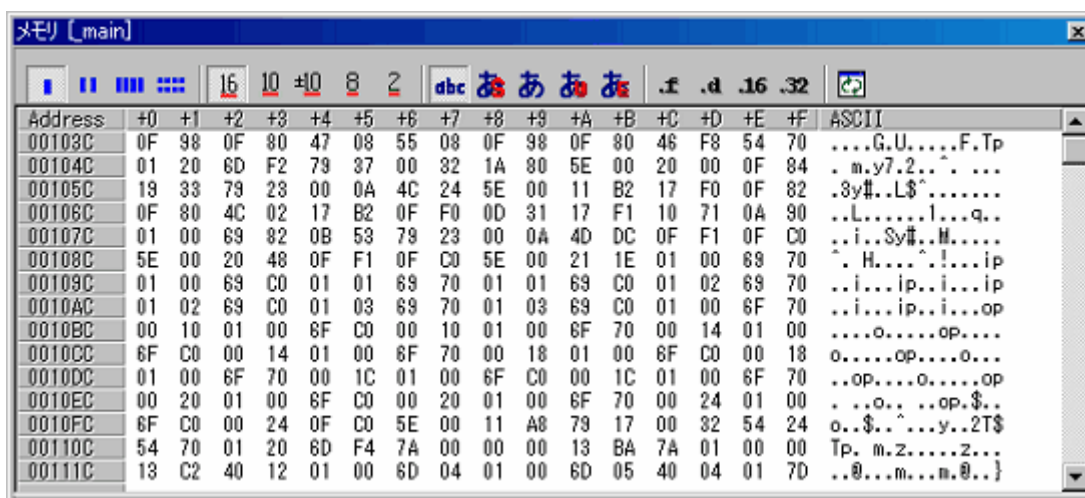 メモリ [_main]
16 10 ±10 8 2 abc あS あ あU あE .f .d .16 .32
Address +0 +1 +2 +3 +4 +5 +6 +7 +8 +9 +A +B +C +D +E +F ASCII
00103C 0F 98 0F 80 47 08 55 08 0F 98 0F 80 46 F8 54 70 ....G.U.....F.Tp
00104C 01 20 6D F2 79 37 00 32 1A 80 5E 00 20 00 0F 84 . m.y7.2..^. ...
00105C 19 33 79 23 00 0A 4C 24 5E 00 11 B2 17 F0 0F 82 .3y#..L$^.......
00106C 0F 80 4C 02 17 B2 0F F0 0D 31 17 F1 10 71 0A 90 ..L......1...q..
00107C 01 00 69 82 0B 53 79 23 00 0A 4D DC 0F F1 0F C0 ..i..Sy#..M.....
00108C 5E 00 20 48 0F F1 0F C0 5E 00 21 1E 01 00 69 70 ^. H....^.!...ip
00109C 01 00 69 C0 01 01 69 70 01 01 69 C0 01 02 69 70 ..i...ip..i...ip
0010AC 01 02 69 C0 01 03 69 70 01 03 69 C0 01 00 6F 70 ..i...ip..i...op
0010BC 00 10 01 00 6F C0 00 10 01 00 6F 70 00 14 01 00 ....o.....op....
0010CC 6F C0 00 14 01 00 6F 70 00 18 01 00 6F C0 00 18 o.....op....o...
0010DC 01 00 6F 70 00 1C 01 00 6F C0 00 1C 01 00 6F 70 ..op....o.....op
0010EC 00 20 01 00 6F C0 00 20 01 00 6F 70 00 24 01 00 . ..o.. ..op.$..
0010FC 6F C0 00 24 0F C0 5E 00 11 A8 79 17 00 32 54 24 o..$..^...y..2T$
00110C 54 70 01 20 6D F4 7A 00 00 00 13 BA 7A 01 00 00 Tp. m.z.....z...
00111C 13 C2 40 12 01 00 6D 04 01 00 6D 05 40 04 01 7D ..@...m...m.@..}